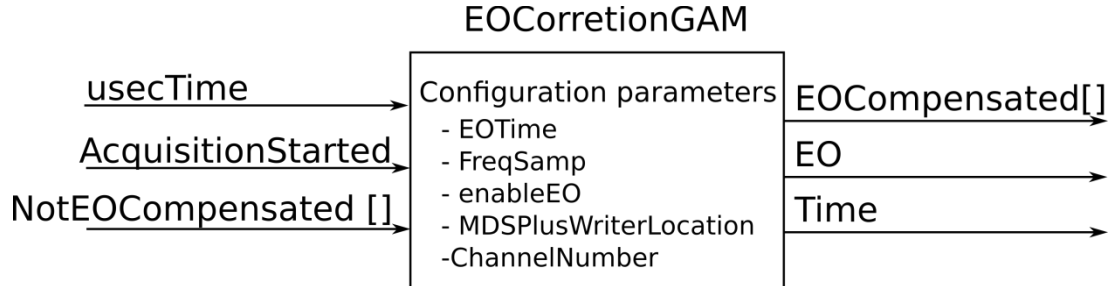 EOCorretionGAM
usecTime
AcquisitionStarted
NotEOCompensated []
Configuration parameters
- EOTime
- FreqSamp
- enableEO
- MDSPlusWriterLocation
-ChannelNumber
EOCompensated[]
EO
Time